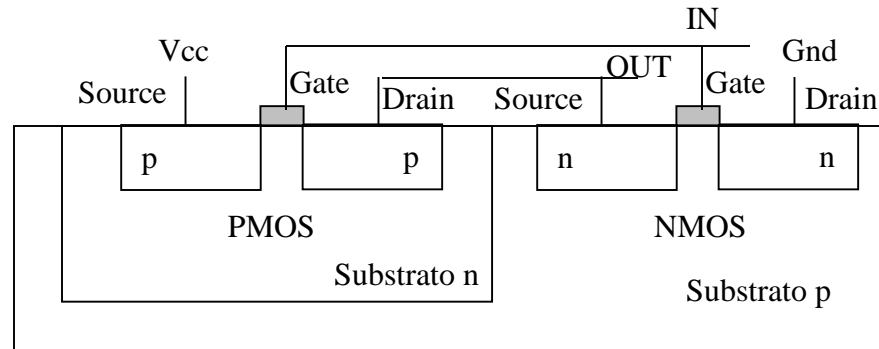 IN
Vcc
Gnd
OUT
Gate
Gate
Source
Drain
Source
Drain
p
p
n
n
PMOS
NMOS
Substrato n
Substrato p